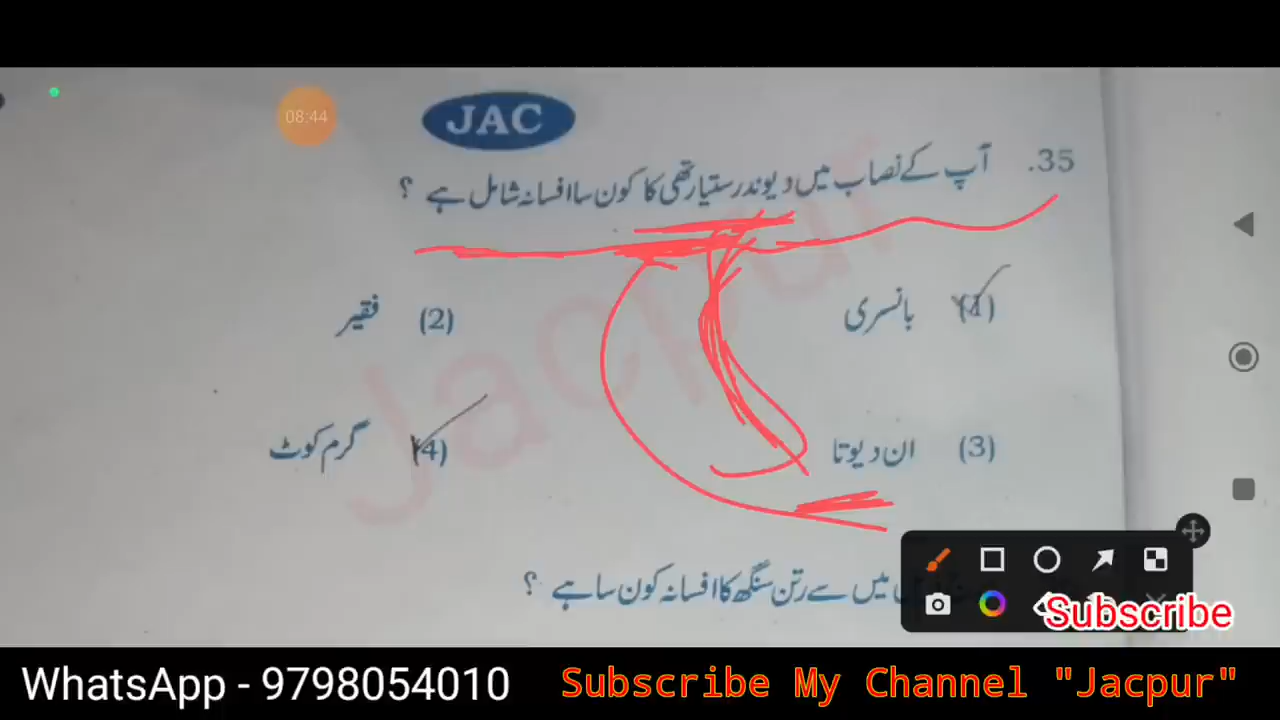 08:44
JAC
35. آپ کے نصاب میں دیوندر ستیارتھی کا کون سا افسانہ شامل ہے ؟
(1) بانسری
(2) فقیر
(3) ان دیوتا
(4) گرم کوٹ
میں سے رتن سنگھ کا افسانہ کون سا ہے ؟
Jacpur
Subscribe
WhatsApp - 9798054010
Subscribe My Channel "Jacpur"